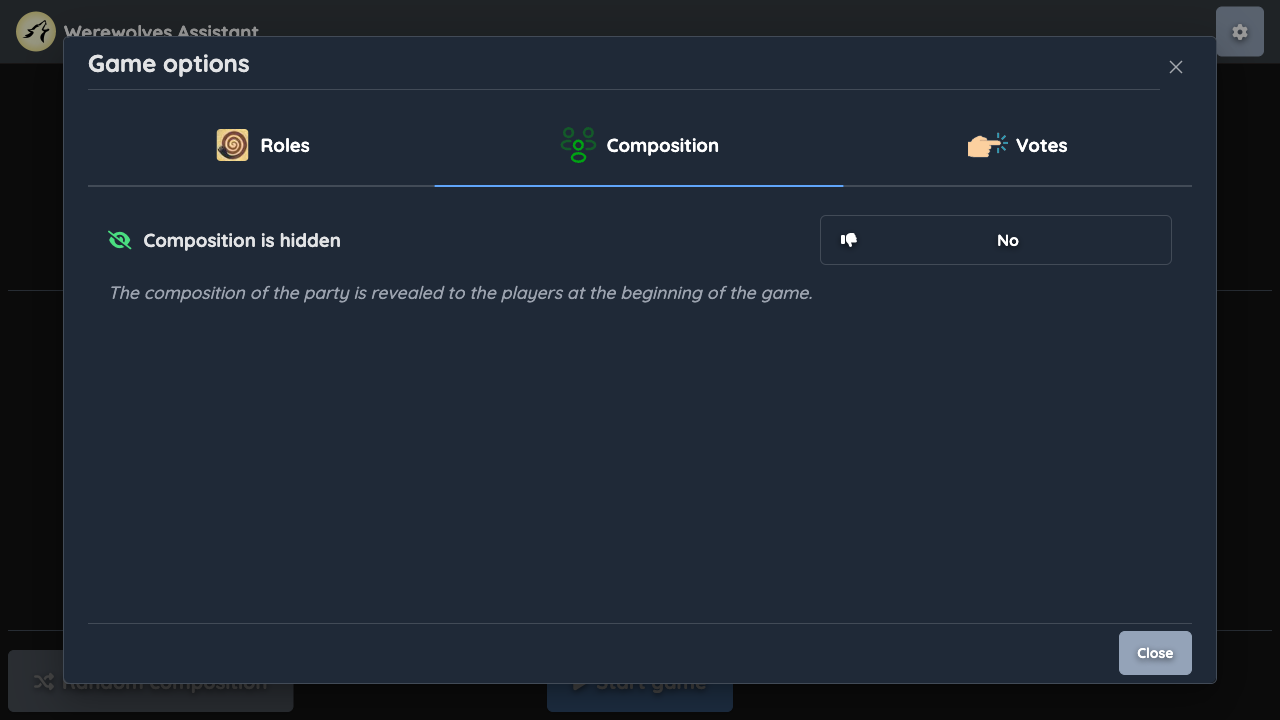 Werewolves Assistant
Game options
Roles
Composition
Votes
Composition is hidden
No
The composition of the party is revealed to the players at the beginning of the game.
Close
Random Composition
Start game